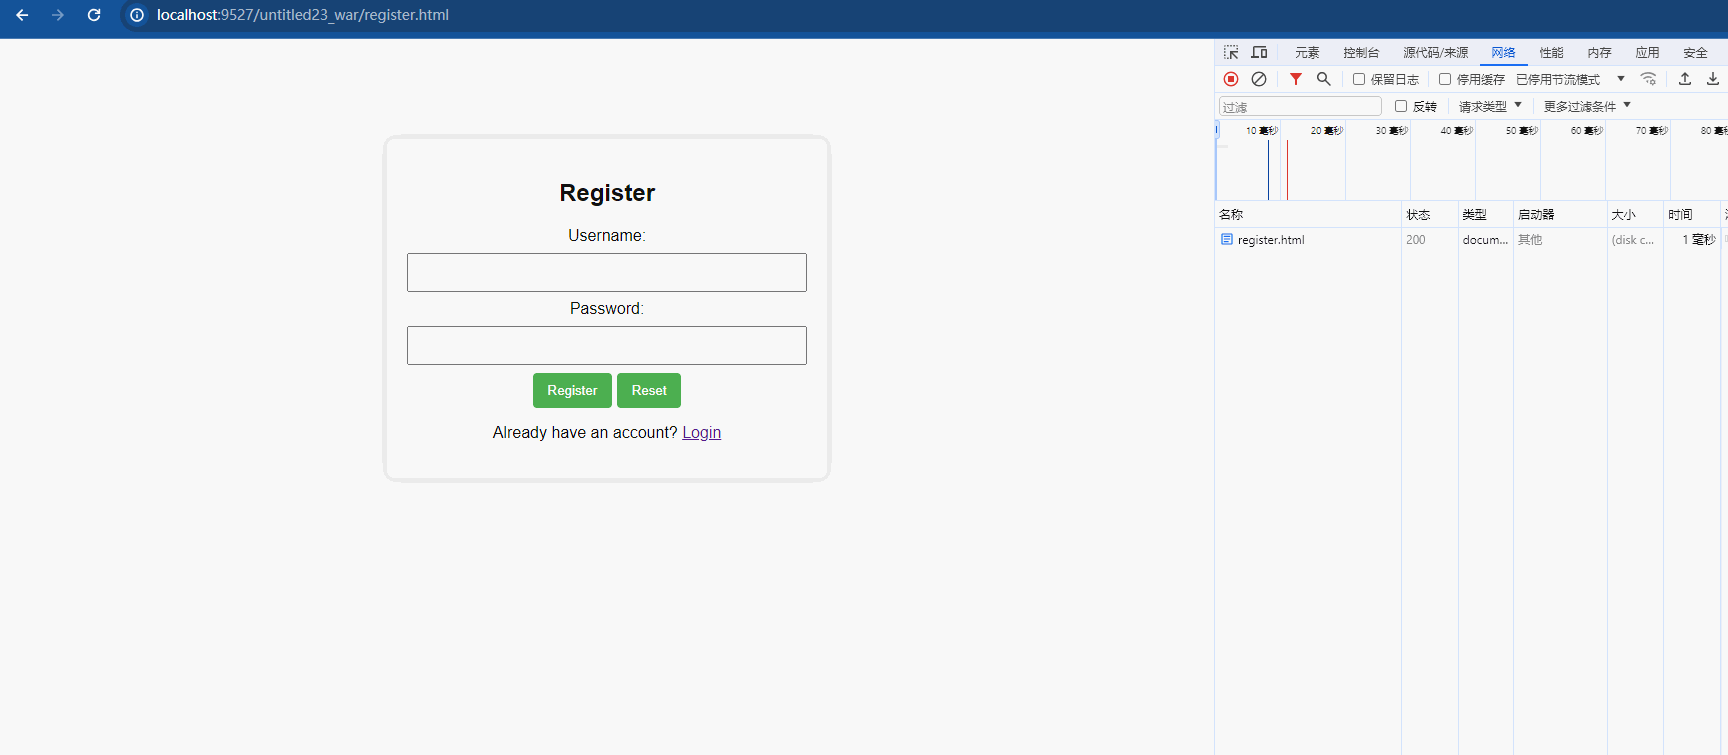 localhost:9527/untitled23_war/register.html
元素 控制台 源代码/来源 网络 性能 内存 应用 安全
保留日志 停用缓存 已停用节流模式
过滤 反转 请求类型 更多过滤条件
10 毫秒 20 毫秒 30 毫秒 40 毫秒 50 毫秒 60 毫秒 70 毫秒 80 毫
名称 状态 类型 启动器 大小 时间
register.html 200 docum... 其他 (disk c... 1 毫秒
Register
Username:
Password:
Register Reset
Already have an account? Login